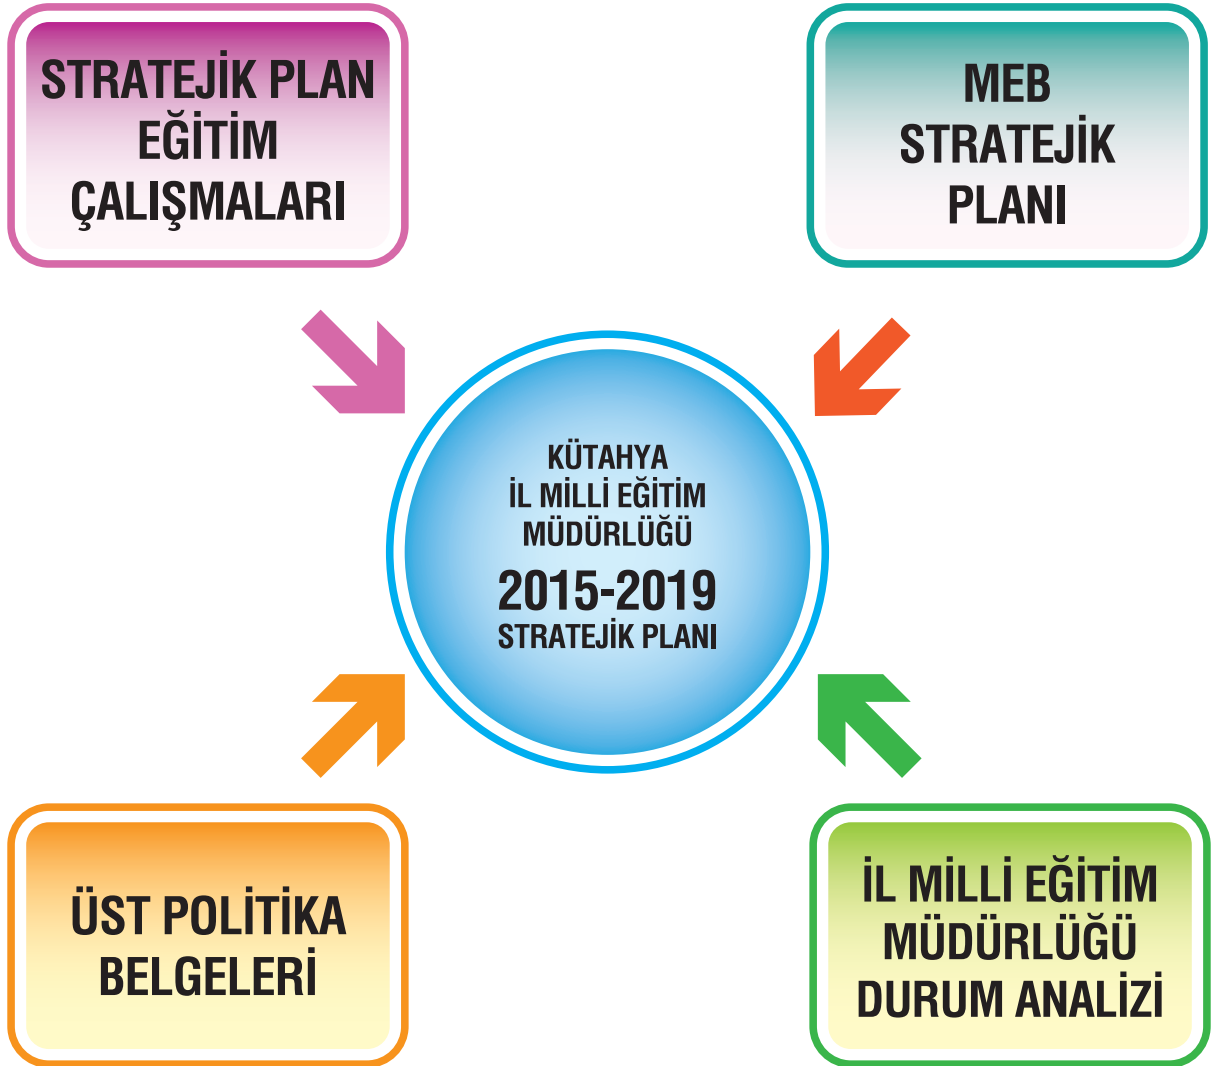 STRATEJİK PLAN
EĞİTİM
ÇALIŞMALARI
MEB
STRATEJİK
PLANI
KÜTAHYA
İL MİLLİ EĞİTİM
MÜDÜRLÜĞÜ
2015-2019
STRATEJİK PLANI
ÜST POLİTİKA
BELGELERİ
İL MİLLİ EĞİTİM
MÜDÜRLÜĞÜ
DURUM ANALİZİ